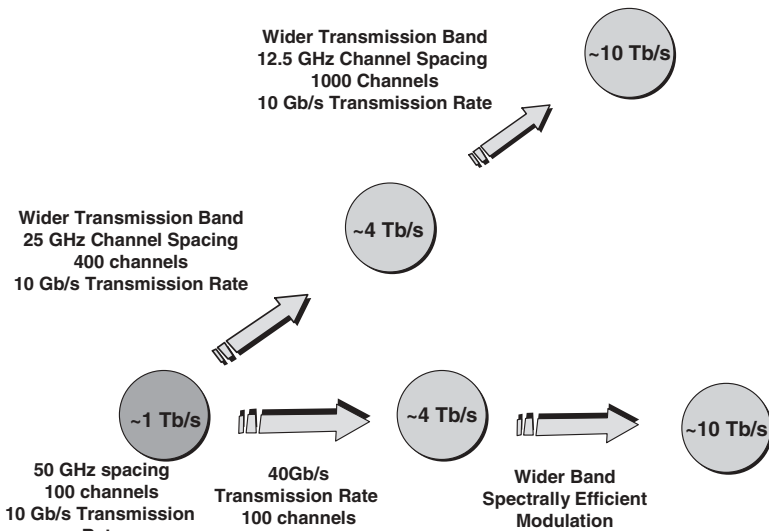 Wider Transmission Band
12.5 GHz Channel Spacing
1000 Channels
10 Gb/s Transmission Rate
~10 Tb/s
Wider Transmission Band
25 GHz Channel Spacing
400 channels
10 Gb/s Transmission Rate
~4 Tb/s
~1 Tb/s
~4 Tb/s
~10 Tb/s
50 GHz spacing
100 channels
10 Gb/s Transmission
40Gb/s
Transmission Rate
100 channels
Wider Band
Spectrally Efficient
Modulation